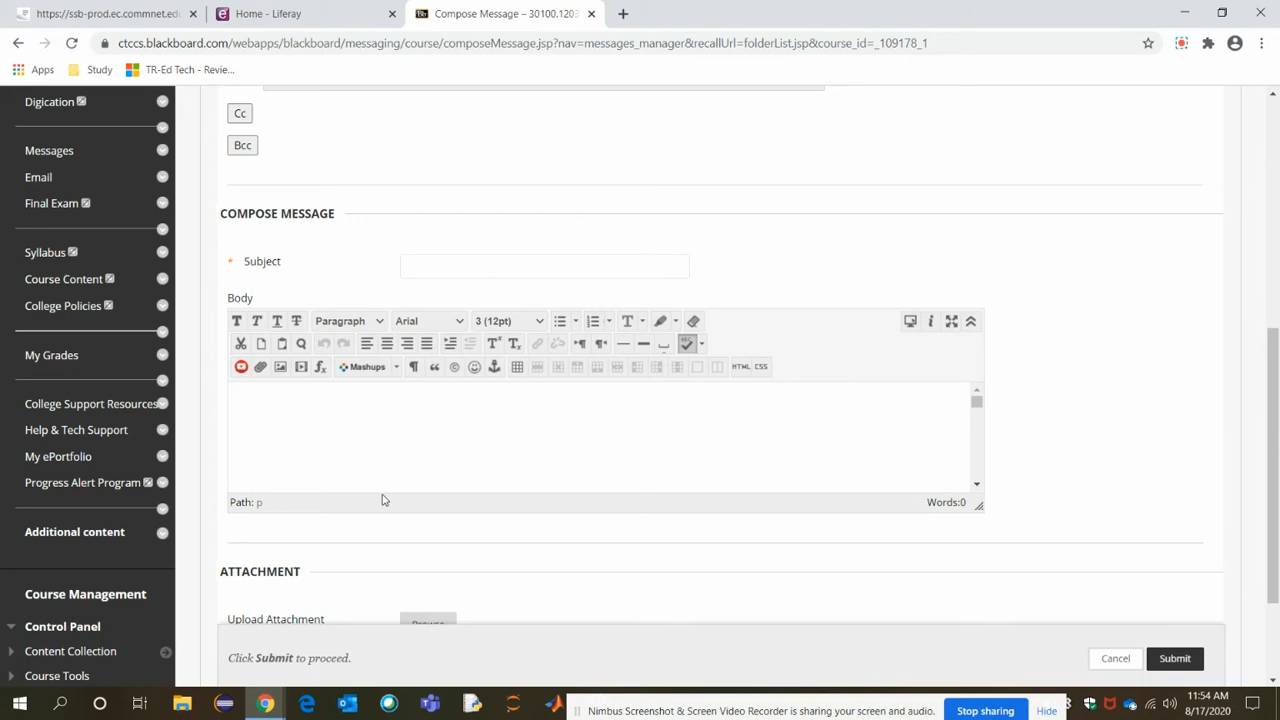 https://ssb-prod.ec.commnet.ed
Home - Liferay
Bb Compose Message – 30100.1203
ctccs.blackboard.com/webapps/blackboard/messaging/course/composeMessage.jsp?nav=messages_manager&recallUrl=folderList.jsp&course_id=_109178_1
Apps
Study
TR-Ed Tech - Revie...
Digication
Messages
Email
Final Exam
Syllabus
Course Content
College Policies
My Grades
College Support Resources
Help & Tech Support
My ePortfolio
Progress Alert Program
Additional content
Course Management
Control Panel
Content Collection
Course Tools
Cc
Bcc
COMPOSE MESSAGE
* Subject
Body
T T T T Paragraph Arial 3 (12pt) T
Mashups HTML CSS
Path: p Words:0
ATTACHMENT
Upload Attachment
Click Submit to proceed.
Cancel Submit
Nimbus Screenshot & Screen Video Recorder is sharing your screen and audio.
Stop sharing Hide
11:54 AM
8/17/2020